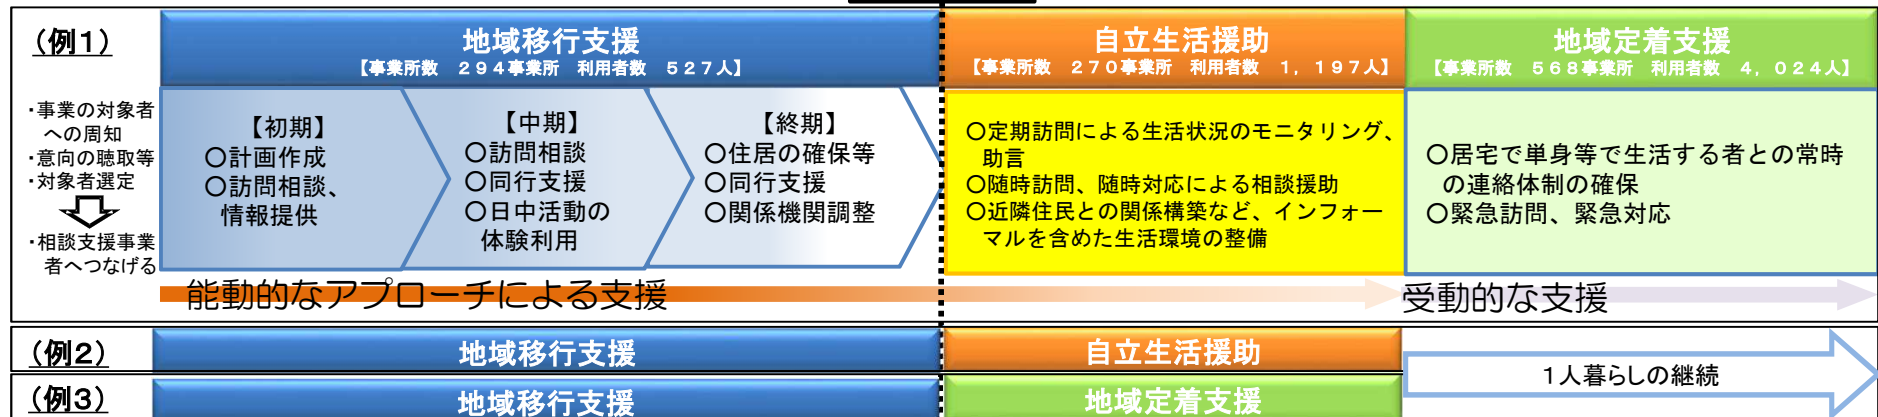 （例１）
地域移行支援
【事業所数　２９４事業所　利用者数　５２７人】
自立生活援助
【事業所数　２７０事業所　利用者数　１，１９７人】
地域定着支援
【事業所数　５６８事業所　利用者数　４，０２４人】
・事業の対象者
への周知
・意向の聴取等
・対象者選定
・相談支援事業
者へつなげる
【初期】
〇計画作成
〇訪問相談、
情報提供
【中期】
〇訪問相談
〇同行支援
〇日中活動の
体験利用
【終期】
〇住居の確保等
〇同行支援
〇関係機関調整
〇定期訪問による生活状況のモニタリング、
助言
〇随時訪問、随時対応による相談援助
〇近隣住民との関係構築など、インフォー
マルを含めた生活環境の整備
〇居宅で単身等で生活する者との常時
の連絡体制の確保
〇緊急訪問、緊急対応
能動的なアプローチによる支援
受動的な支援
（例２）
地域移行支援
自立生活援助
１人暮らしの継続
（例３）
地域移行支援
地域定着支援